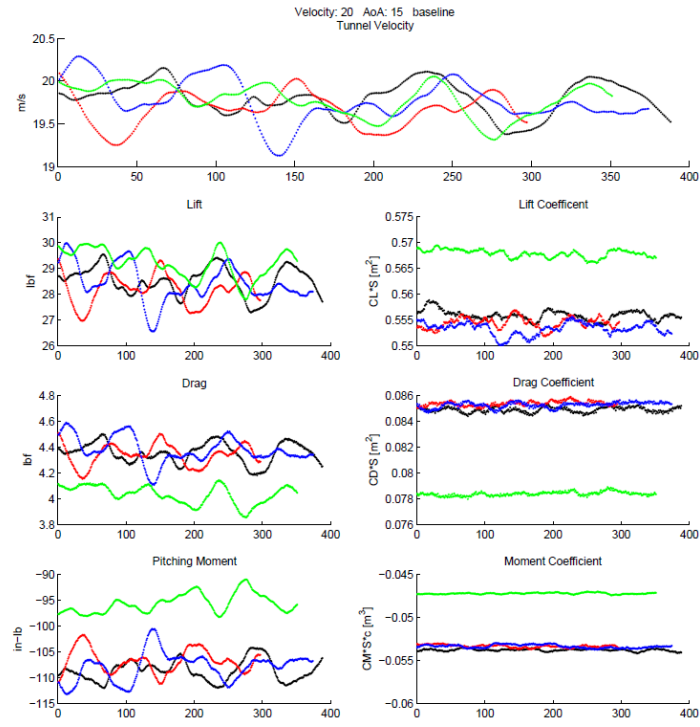 Velocity: 20 AoA: 15 baseline
Tunnel Velocity
20.5
20
19.5
19
m/s
0 50 100 150 200 250 300 350 400
Lift
31
30
29
28
27
26
lbf
0 100 200 300 400
Lift Coefficent
0.575
0.57
0.565
0.56
0.555
0.55
CL*S [m²]
0 100 200 300 400
Drag
4.8
4.6
4.4
4.2
4
3.8
lbf
0 100 200 300 400
Drag Coefficient
0.086
0.084
0.082
0.08
0.078
0.076
CD*S [m²]
0 100 200 300 400
Pitching Moment
−90
−95
−100
−105
−110
−115
in−lb
0 100 200 300 400
Moment Coefficient
−0.045
−0.05
−0.055
−0.06
CM*S*c [m³]
0 100 200 300 400